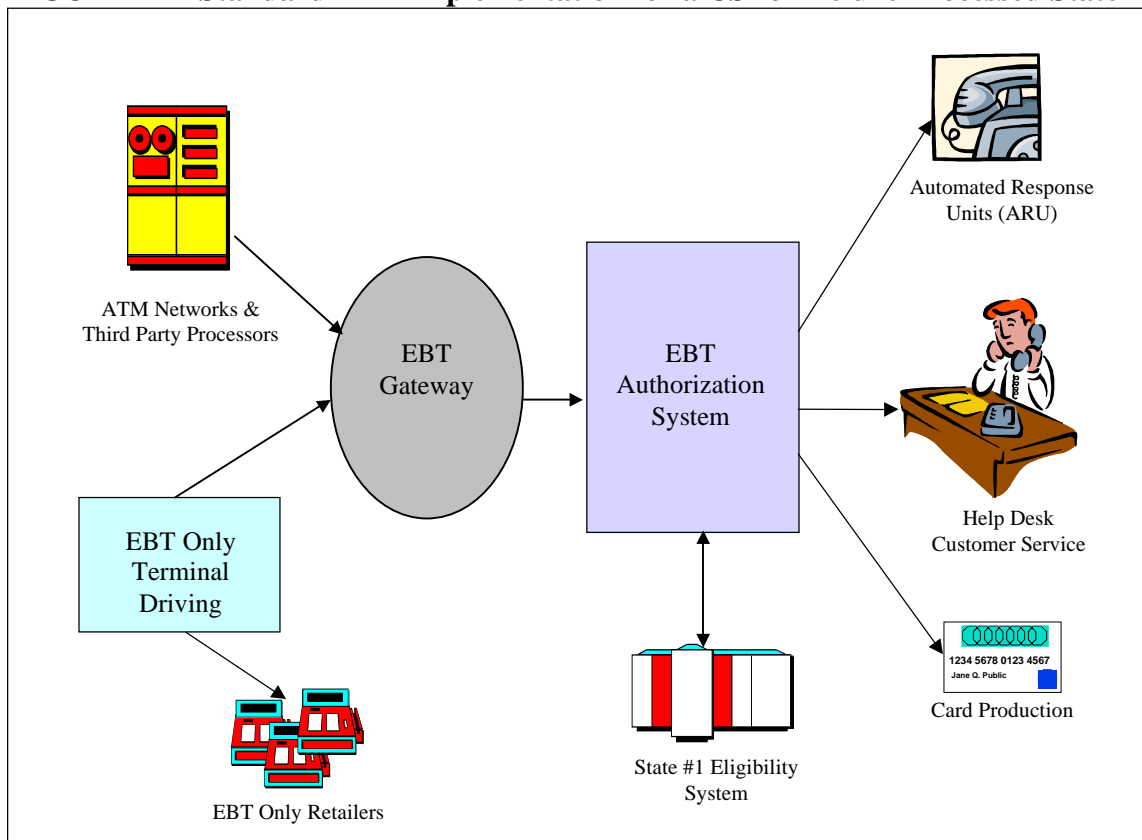 ATM Networks &
Third Party Processors
EBT
Gateway
EBT
Authorization
System
Automated Response
Units (ARU)
Help Desk
Customer Service
EBT Only
Terminal
Driving
1234 5678 0123 4567
Jane Q. Public
Card Production
State #1 Eligibility
System
EBT Only Retailers